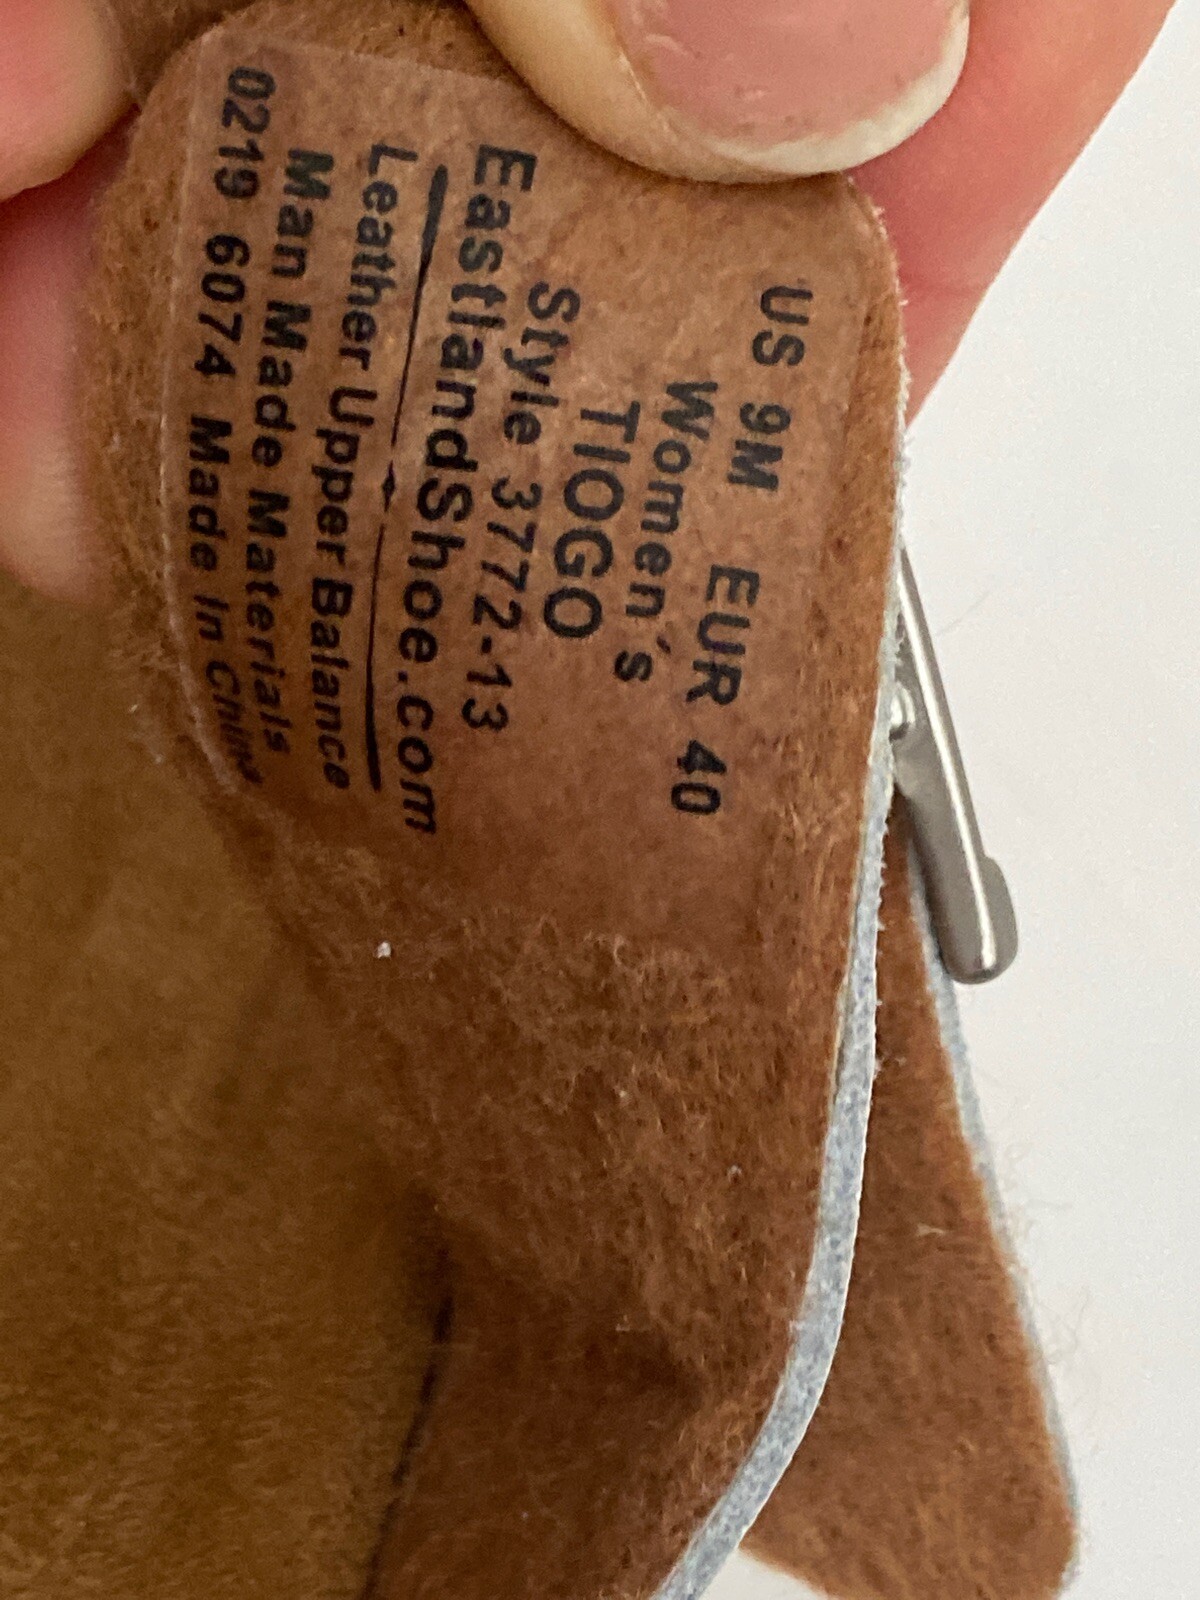 US 9M EUR 40
Women's
TIOGO
Style 3772-13
EastlandShoe.com
Leather Upper Balance
Man Made Materials
0219 6074 Made In China